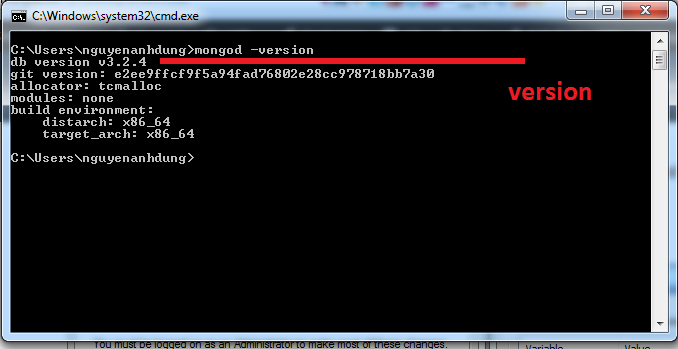 C:\Windows\system32\cmd.exe
C:\Users\nguyenanhdung>mongod -version
db version v3.2.4
git version: e2ee9ffcf9f5a94fad76802e28cc978718bb7a30
allocator: tcmalloc
modules: none
build environment:
    distarch: x86_64
    target_arch: x86_64
version
C:\Users\nguyenanhdung>
You must be logged on as an Administrator to make most of these changes.
Variable Value